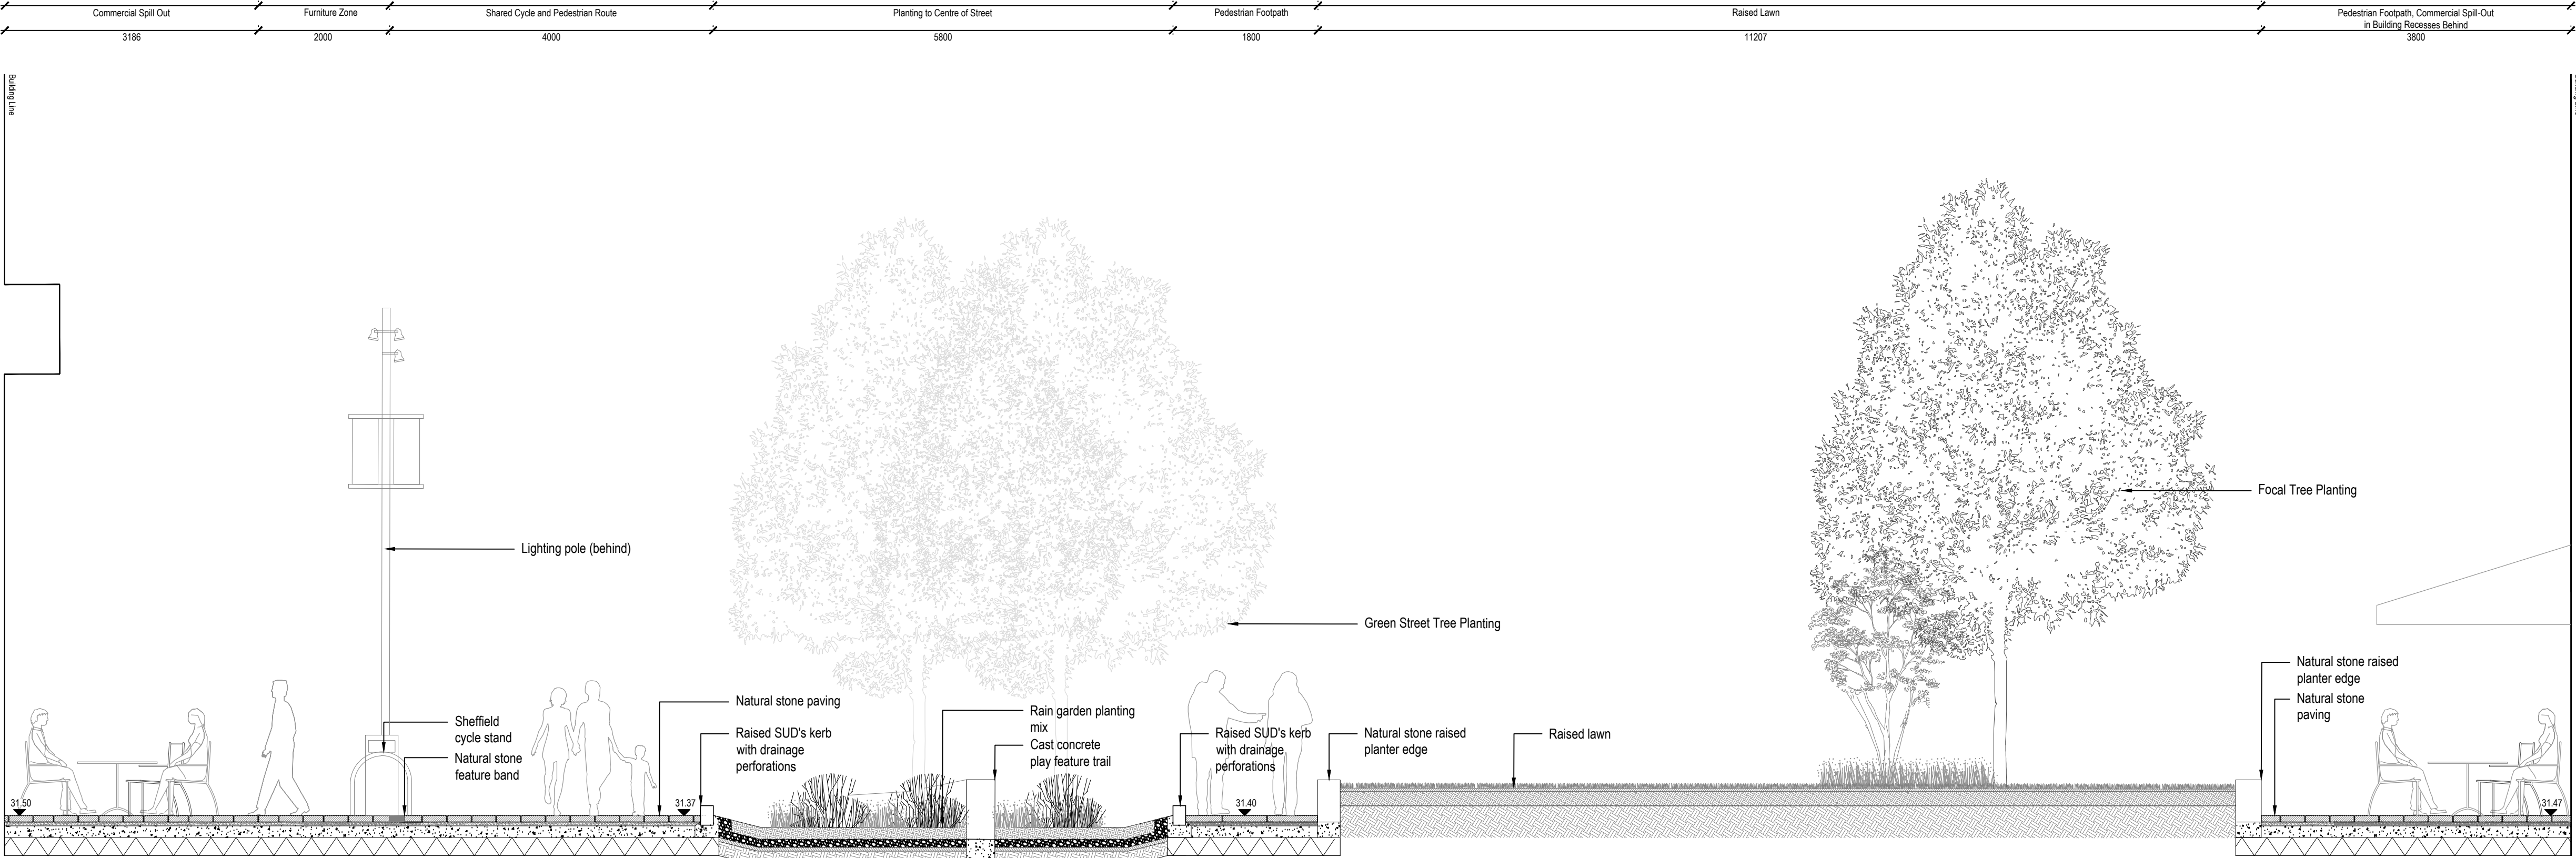 Commercial Spill Out
Furniture Zone
Shared Cycle and Pedestrian Route
Planting to Centre of Street
Pedestrian Footpath
Raised Lawn
Pedestrian Footpath, Commercial Spill-Out
in Building Recesses Behind
3186
2000
4000
5800
1800
11207
3800
Building Line
Lighting pole (behind)
Focal Tree Planting
Green Street Tree Planting
Sheffield
cycle stand
Natural stone
feature band
Natural stone paving
Raised SUD's kerb
with drainage
perforations
Rain garden planting
mix
Cast concrete
play feature trail
Raised SUD's kerb
with drainage
perforations
Natural stone raised
planter edge
Raised lawn
Natural stone raised
planter edge
Natural stone
paving
31.50
31.37
31.40
31.47